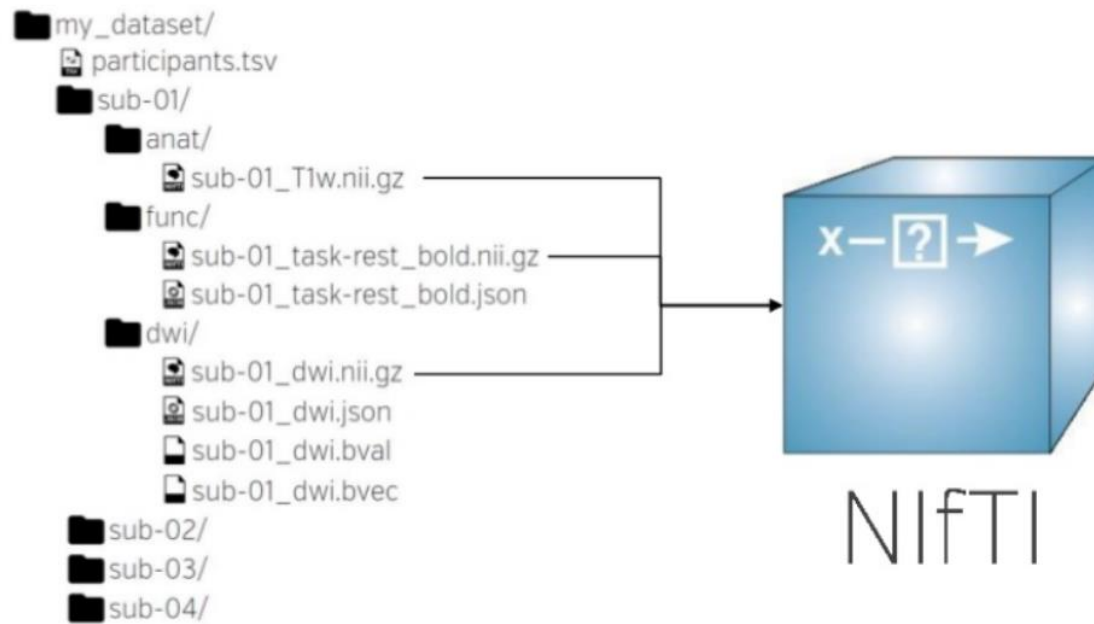 my_dataset/
participants.tsv
sub-01/
anat/
sub-01_T1w.nii.gz
func/
sub-01_task-rest_bold.nii.gz
sub-01_task-rest_bold.json
dwi/
sub-01_dwi.nii.gz
sub-01_dwi.json
sub-01_dwi.bval
sub-01_dwi.bvec
sub-02/
sub-03/
sub-04/
x ?
NIfTI